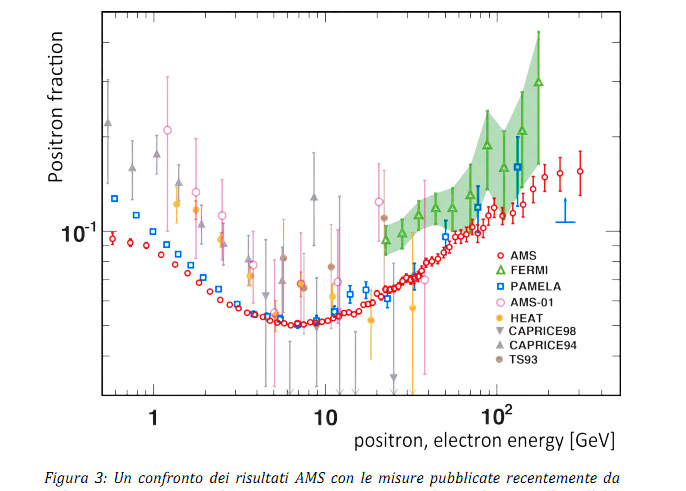 Positron fraction
10⁻¹
AMS
FERMI
PAMELA
AMS-01
HEAT
CAPRICE98
CAPRICE94
TS93
1 10 10²
positron, electron energy [GeV]
Figura 3: Un confronto dei risultati AMS con le misure pubblicate recentemente da